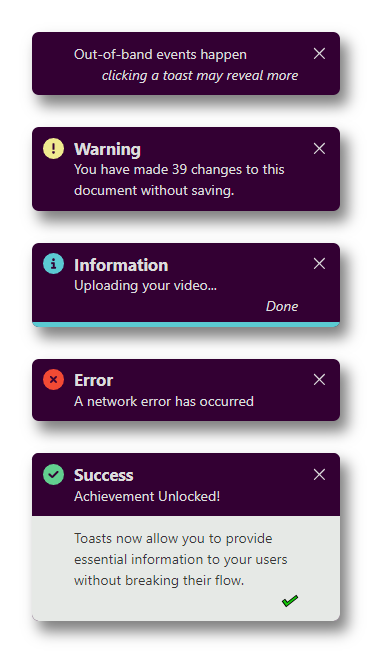 Out-of-band events happen
clicking a toast may reveal more
Warning
You have made 39 changes to this
document without saving.
Information
Uploading your video...
Done
Error
A network error has occurred
Success
Achievement Unlocked!
Toasts now allow you to provide
essential information to your users
without breaking their flow.